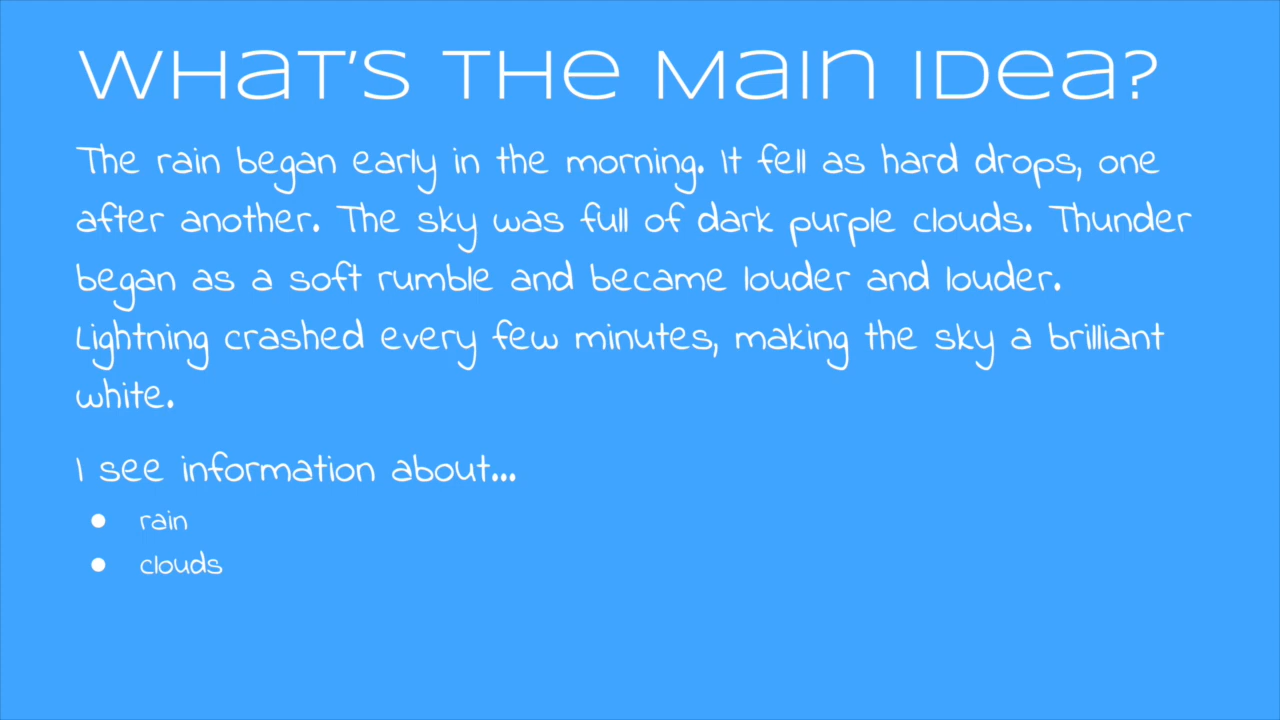 What's the Main Idea?
The rain began early in the morning. It fell as hard drops, one
after another. The sky was full of dark purple clouds. Thunder
began as a soft rumble and became louder and louder.
Lightning crashed every few minutes, making the sky a brilliant
white.
I see information about...
● rain
● clouds